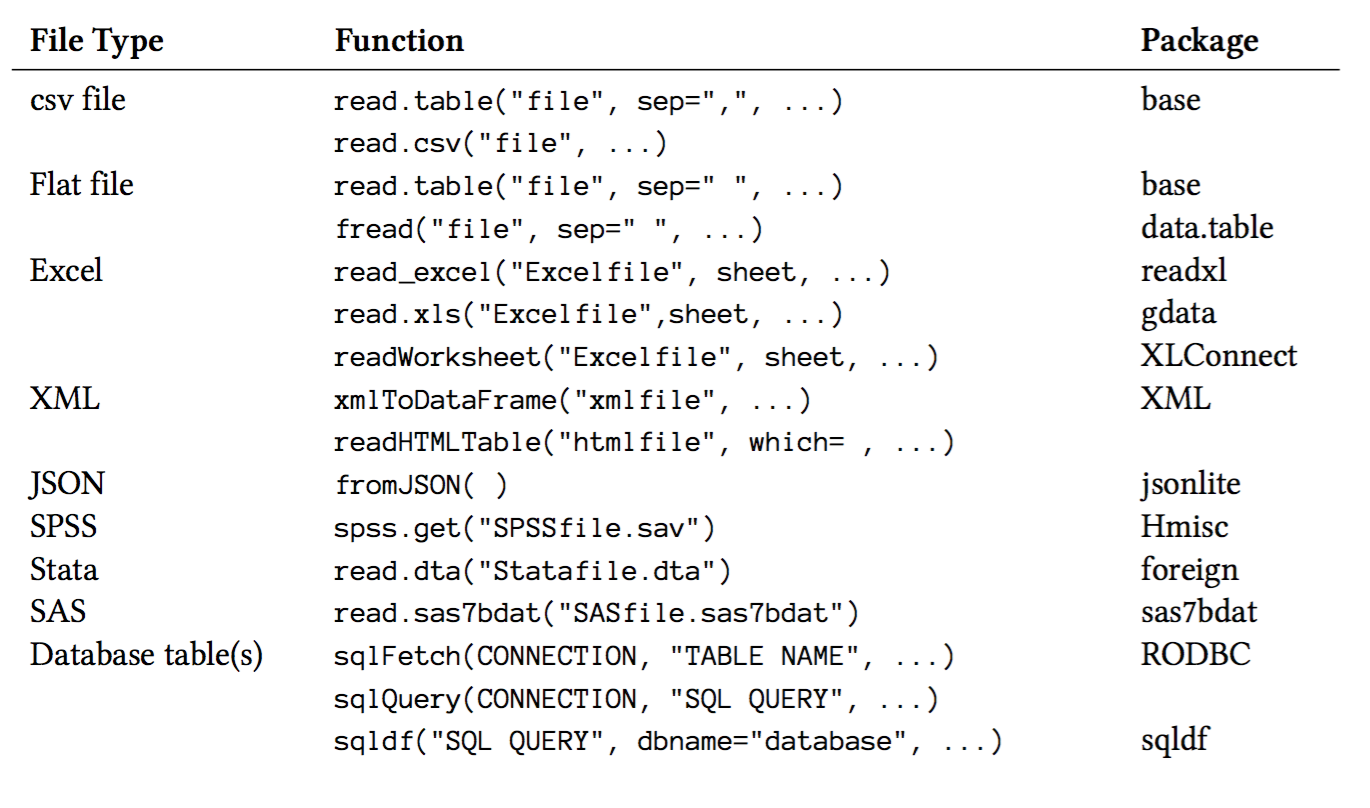 File Type Function Package
csv file read.table("file", sep=",", ...) base
read.csv("file", ...)
Flat file read.table("file", sep=" ", ...) base
fread("file", sep=" ", ...) data.table
Excel read_excel("Excelfile", sheet, ...) readxl
read.xls("Excelfile",sheet, ...) gdata
readWorksheet("Excelfile", sheet, ...) XLConnect
XML xmlToDataFrame("xmlfile", ...) XML
readHTMLTable("htmlfile", which= , ...)
JSON fromJSON( ) jsonlite
SPSS spss.get("SPSSfile.sav") Hmisc
Stata read.dta("Statafile.dta") foreign
SAS read.sas7bdat("SASfile.sas7bdat") sas7bdat
Database table(s) sqlFetch(CONNECTION, "TABLE NAME", ...) RODBC
sqlQuery(CONNECTION, "SQL QUERY", ...)
sqldf("SQL QUERY", dbname="database", ...) sqldf